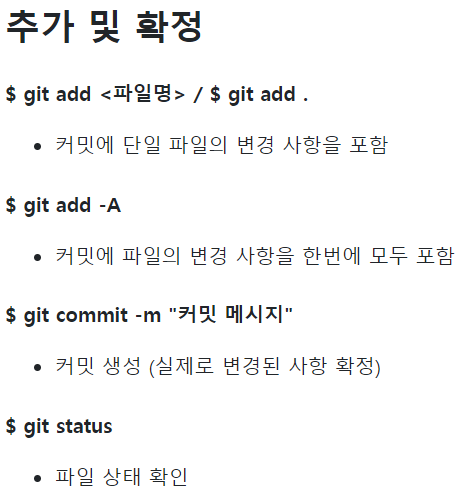 추가 및 확정
$ git add <파일명> / $ git add .
• 커밋에 단일 파일의 변경 사항을 포함
$ git add -A
• 커밋에 파일의 변경 사항을 한번에 모두 포함
$ git commit -m "커밋 메시지"
• 커밋 생성 (실제로 변경된 사항 확정)
$ git status
• 파일 상태 확인